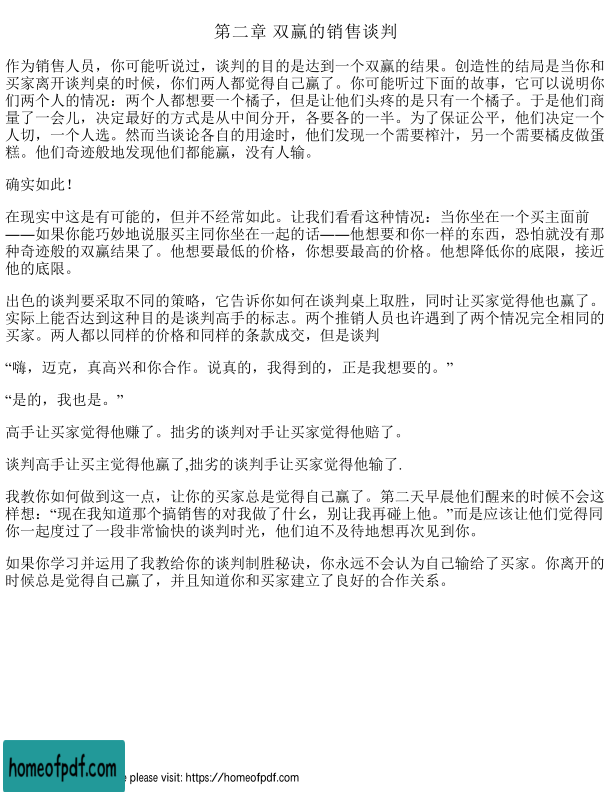 第二章 双赢的销售谈判
作为销售人员，你可能听说过，谈判的目的是达到一个双赢的结果。创造性的结局是当你和
买家离开谈判桌的时候，你们两人都觉得自己赢了。你可能听过下面的故事，它可以说明你
们两个人的情况：两个人都想要一个橘子，但是让他们头疼的是只有一个橘子。于是他们商
量了一会儿，决定最好的方式是从中间分开，各要各的一半。为了保证公平，他们决定一个
人切，一个人选。然而当谈论各自的用途时，他们发现一个需要榨汁，另一个需要橘皮做蛋
糕。他们奇迹般地发现他们都能赢，没有人输。
确实如此！
在现实中这是有可能的，但并不经常如此。让我们看看这种情况：当你坐在一个买主面前
——如果你能巧妙地说服买主同你坐在一起的话——他想要和你一样的东西，恐怕就没有那
种奇迹般的双赢结果了。他想要最低的价格，你想要最高的价格。他想降低你的底限，接近
他的底限。
出色的谈判要采取不同的策略，它告诉你如何在谈判桌上取胜，同时让买家觉得他也赢了。
实际上能否达到这种目的是谈判高手的标志。两个推销人员也许遇到了两个情况完全相同的
买家。两人都以同样的价格和同样的条款成交，但是谈判
“嗨，迈克，真高兴和你合作。说真的，我得到的，正是我想要的。”
“是的，我也是。”
高手让买家觉得他赚了。拙劣的谈判对手让买家觉得他赔了。
谈判高手让买主觉得他赢了,拙劣的谈判手让买家觉得他输了.
我教你如何做到这一点，让你的买家总是觉得自己赢了。第二天早晨他们醒来的时候不会这
样想：“现在我知道那个搞销售的对我做了什幺，别让我再碰上他。”而是应该让他们觉得同
你一起度过了一段非常愉快的谈判时光，他们迫不及待地想再次见到你。
如果你学习并运用了我教给你的谈判制胜秘诀，你永远不会认为自己输给了买家。你离开的
时候总是觉得自己赢了，并且知道你和买家建立了良好的合作关系。
homeofpdf.com
please visit: https://homeofpdf.com